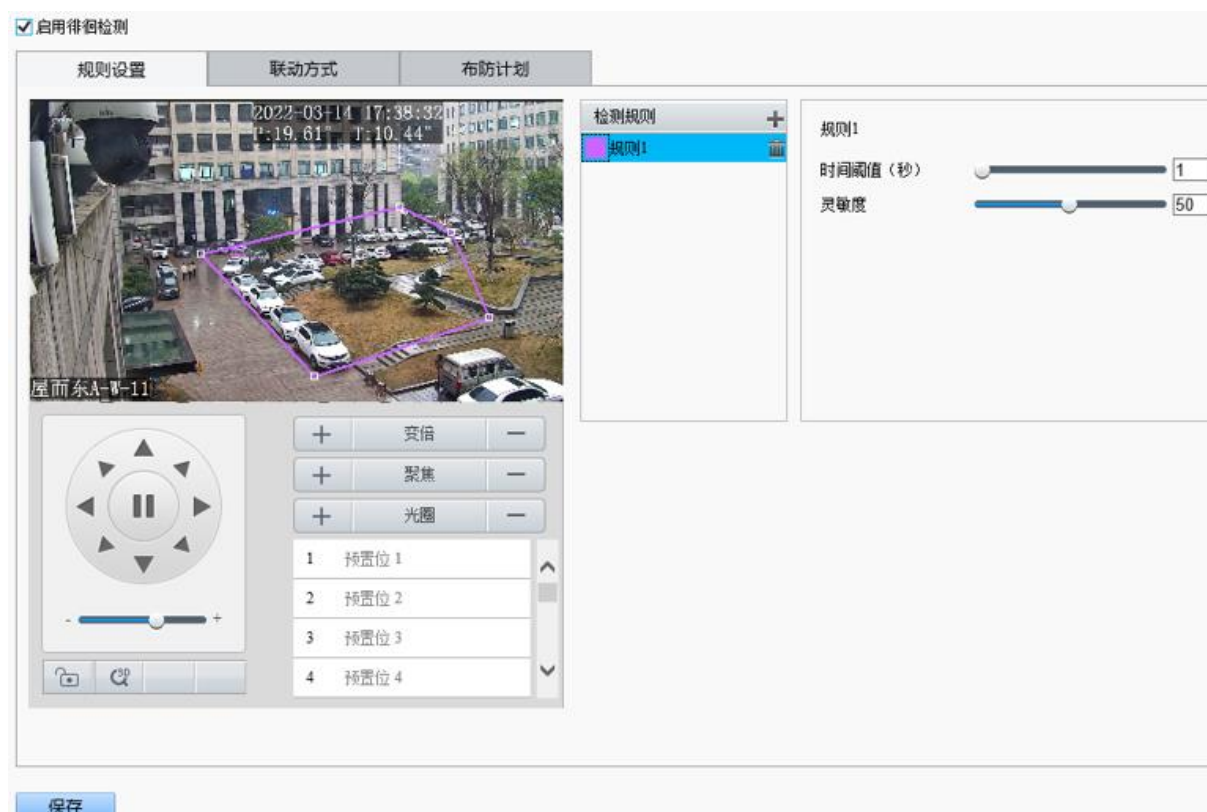 启用徘徊检测
规则设置 联动方式 布防计划
2022-03-14 17:38:32
P:19.61° T:10.44°
屋而东A-W-11
检测规则 +
规则1
规则1
时间阈值（秒） 1
灵敏度 50
+ 变倍 —
+ 聚焦 —
+ 光圈 —
1 预置位 1
2 预置位 2
3 预置位 3
4 预置位 4
- +
3D
保存